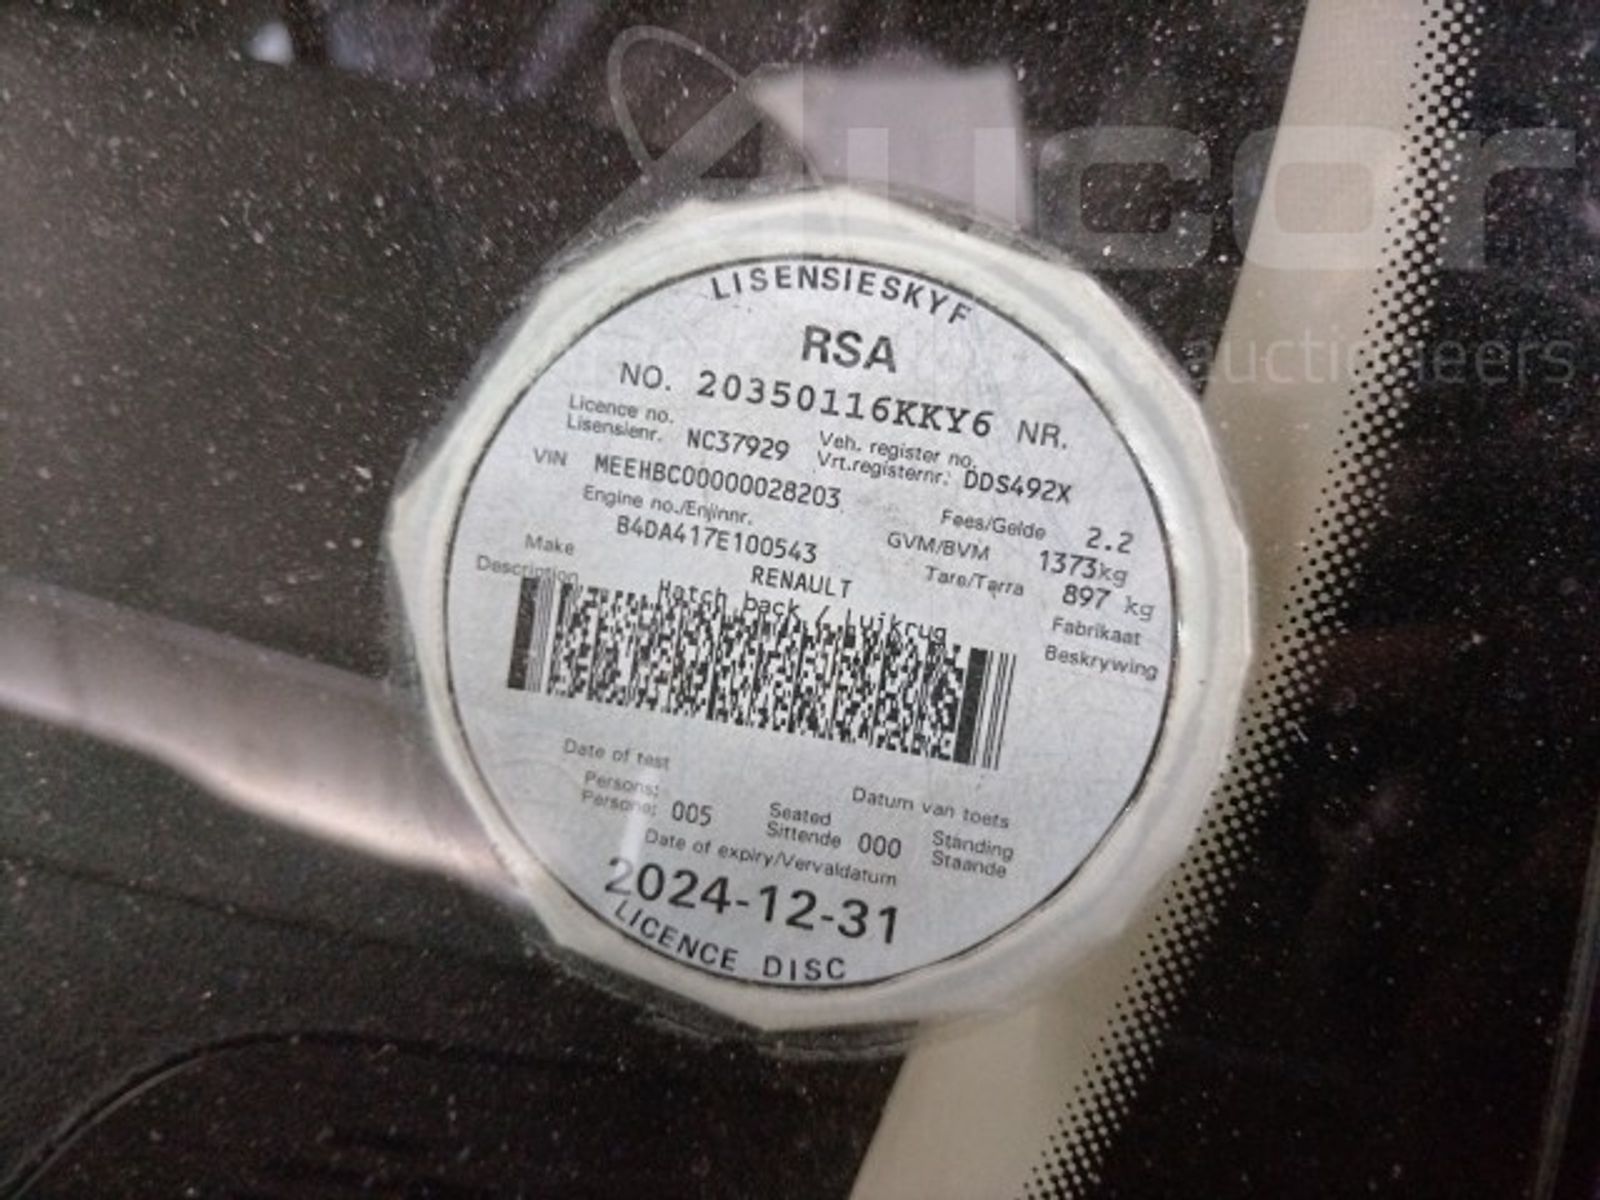 Aucor
auctioneers
LISENSIESKYF
RSA
NO. 20350116KKY6 NR.
Licence no. Veh. register no.
Lisensienr. NC37929 Vrt.registernr. DDS492X
VIN MEEHBC00000028203
Fees/Gelde 2.2
Engine no./Enjinnr.
GVM/BVM 1373kg
B4DA417E100543
Tare/Tarra 897 kg
Make RENAULT Fabrikaat
Description Hatch back / Luikrug Beskrywing
Date of test Datum van toets
Persons: Seated Standing
Persone: 005 Sittende 000 Staande
Date of expiry/Vervaldatum
2024-12-31
LICENCE DISC